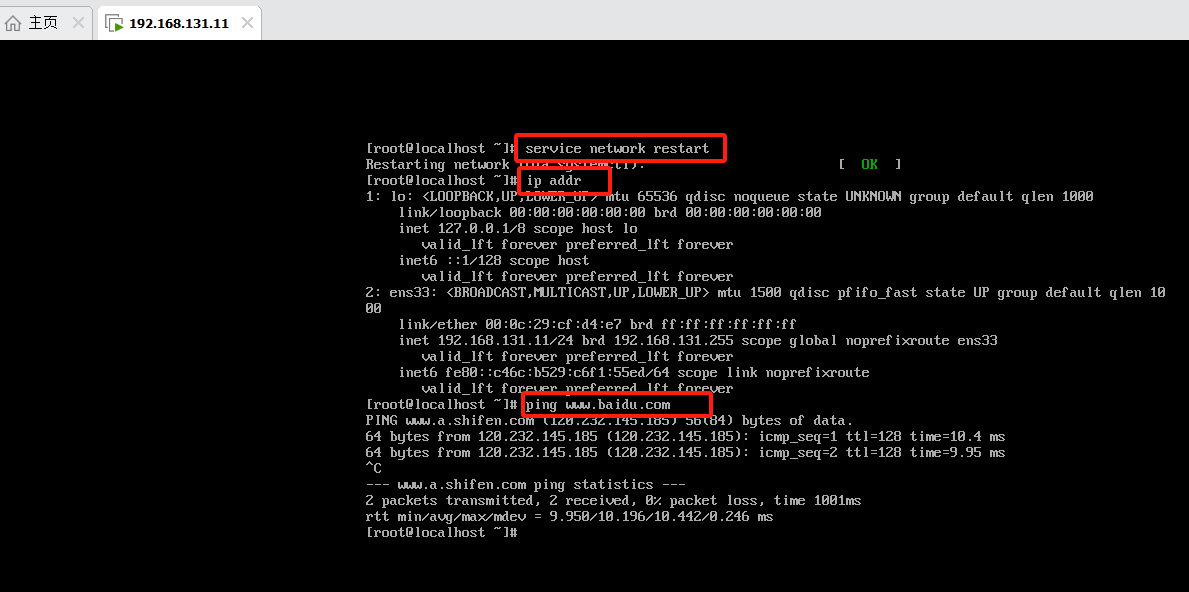 主页
192.168.131.11
[root@localhost ~]# service network restart
Restarting network (via systemctl): [ OK ]
[root@localhost ~]# ip addr
1: lo: <LOOPBACK,UP,LOWER_UP> mtu 65536 qdisc noqueue state UNKNOWN group default qlen 1000
link/loopback 00:00:00:00:00:00 brd 00:00:00:00:00:00
inet 127.0.0.1/8 scope host lo
valid_lft forever preferred_lft forever
inet6 ::1/128 scope host
valid_lft forever preferred_lft forever
2: ens33: <BROADCAST,MULTICAST,UP,LOWER_UP> mtu 1500 qdisc pfifo_fast state UP group default qlen 10
00
link/ether 00:0c:29:cf:d4:e7 brd ff:ff:ff:ff:ff:ff
inet 192.168.131.11/24 brd 192.168.131.255 scope global noprefixroute ens33
valid_lft forever preferred_lft forever
inet6 fe80::c46c:b529:c6f1:55ed/64 scope link noprefixroute
valid_lft forever preferred_lft forever
[root@localhost ~]# ping www.baidu.com
PING www.a.shifen.com (120.232.145.185) 56(84) bytes of data.
64 bytes from 120.232.145.185 (120.232.145.185): icmp_seq=1 ttl=128 time=10.4 ms
64 bytes from 120.232.145.185 (120.232.145.185): icmp_seq=2 ttl=128 time=9.95 ms
^C
--- www.a.shifen.com ping statistics ---
2 packets transmitted, 2 received, 0% packet loss, time 1001ms
rtt min/avg/max/mdev = 9.950/10.196/10.442/0.246 ms
[root@localhost ~]#